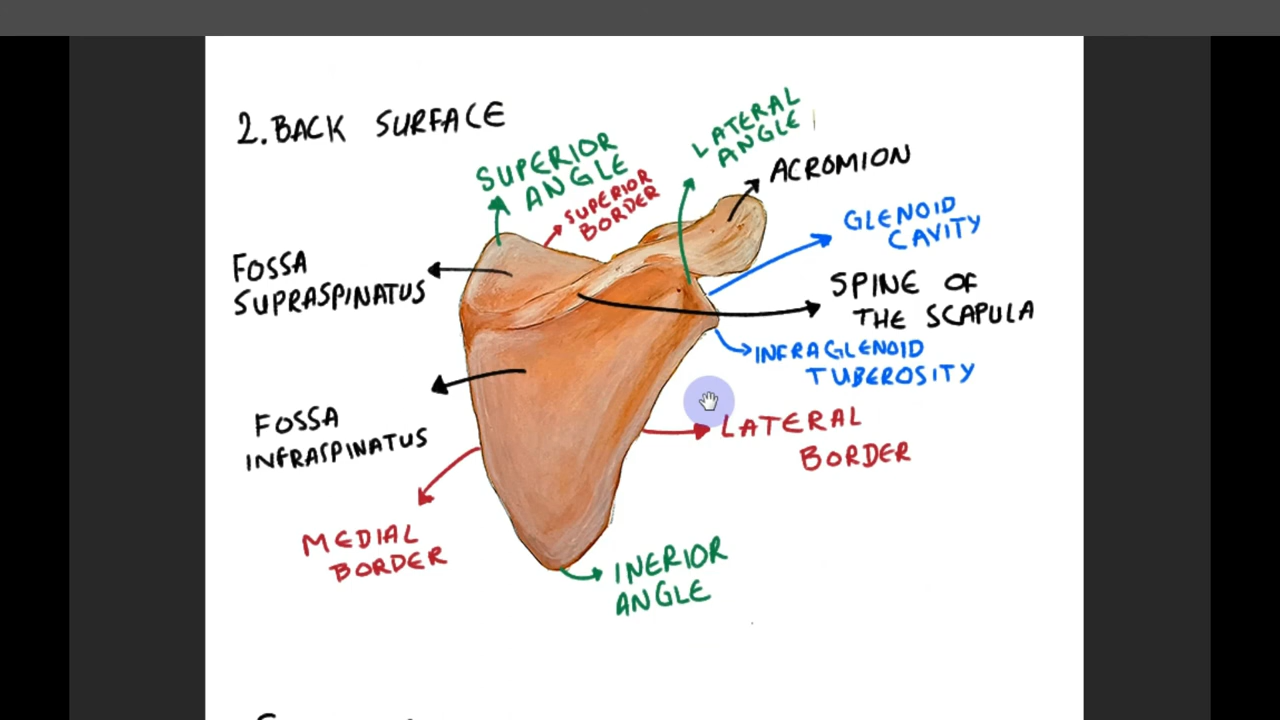 2. BACK SURFACE
SUPERIOR
ANGLE
SUPERIOR
BORDER
LATERAL
ANGLE
ACROMION
GLENOID
CAVITY
FOSSA
SUPRASPINATUS
SPINE OF
THE SCAPULA
INFRAGLENOID
TUBEROSITY
FOSSA
INFRASPINATUS
LATERAL
BORDER
MEDIAL
BORDER
INERIOR
ANGLE